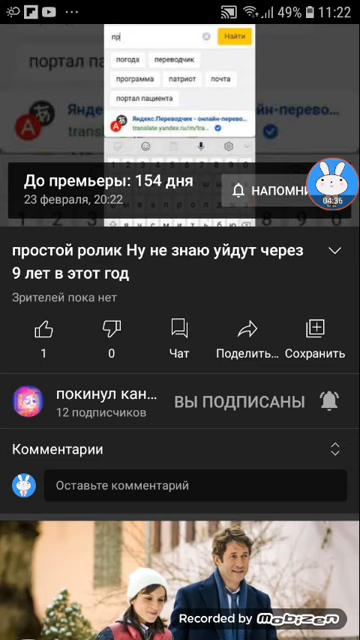 49% 11:22
пр
Найти
погода
переводчик
программа
патриот
почта
портал пациента
Яндекс.Переводчик - онлайн-перево...
translate.yandex.ru/m/tra...
портал па
Яндек
transl
йн-перево...
До премьеры: 154 дня
НАПОМНИ
23 февраля, 20:22
04:36
простой ролик Ну не знаю уйдут через
9 лет в этот год
Зрителей пока нет
1
0
Чат
Поделить...
Сохранить
покинул кан...
ВЫ ПОДПИСАНЫ
12 подписчиков
Комментарии
Оставьте комментарий
Recorded by Mobizen